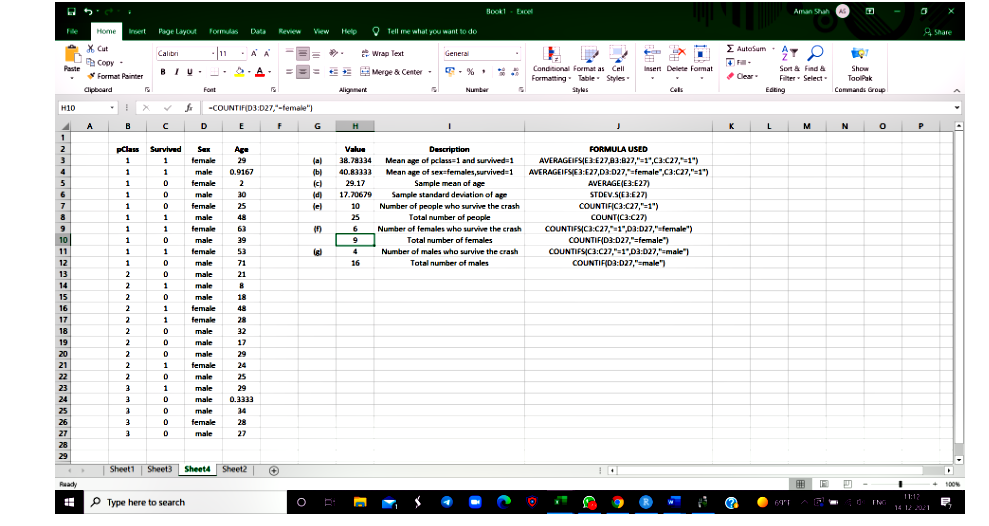 Book1 - Excel
Aman Shah AS
File Home Insert Page Layout Formulas Data Review View Help Tell me what you want to do Share
Cut
Copy
Format Painter
Paste
Calibri 11 A A
B I U A
Wrap Text
Merge & Center
General
% ,
Conditional Format as Cell
Formatting Table Styles
Insert Delete Format
AutoSum
Fill
Clear
Sort & Find &
Filter Select
Show
ToolPak
Clipboard Font Alignment Number Styles Cells Editing Commands Group
H10 fx =COUNTIF(D3:D27,"=female")
A B C D E F G H I J K L M N O P
1
2 pClass Survived Sex Age Value Description FORMULA USED
3 1 1 female 29 (a) 38.78334 Mean age of pclass=1 and survived=1 AVERAGEIFS(E3:E27,B3:B27,"=1",C3:C27,"=1")
4 1 1 male 0.9167 (b) 40.83333 Mean age of sex=females,survived=1 AVERAGEIFS(E3:E27,D3:D27,"=female",C3:C27,"=1")
5 1 0 female 2 (c) 29.17 Sample mean of age AVERAGE(E3:E27)
6 1 0 male 30 (d) 17.70679 Sample standard deviation of age STDEV.S(E3:E27)
7 1 0 female 25 (e) 10 Number of people who survive the crash COUNTIF(C3:C27,"=1")
8 1 1 male 48 25 Total number of people COUNT(C3:C27)
9 1 1 female 63 (f) 6 Number of females who survive the crash COUNTIFS(C3:C27,"=1",D3:D27,"=female")
10 1 0 male 39 9 Total number of females COUNTIF(D3:D27,"=female")
11 1 1 female 53 (g) 4 Number of males who survive the crash COUNTIFS(C3:C27,"=1",D3:D27,"=male")
12 1 0 male 71 16 Total number of males COUNTIF(D3:D27,"=male")
13 2 0 male 21
14 2 1 male 8
15 2 0 male 18
16 2 1 female 48
17 2 1 female 28
18 2 0 male 32
19 2 0 male 17
20 2 0 male 29
21 2 1 female 24
22 2 0 male 25
23 3 1 male 29
24 3 0 male 0.3333
25 3 0 male 34
26 3 0 female 28
27 3 0 male 27
28
29
Sheet1 Sheet3 Sheet4 Sheet2
Ready 100%
Type here to search
69°F ENG 11:12
14-12-2021